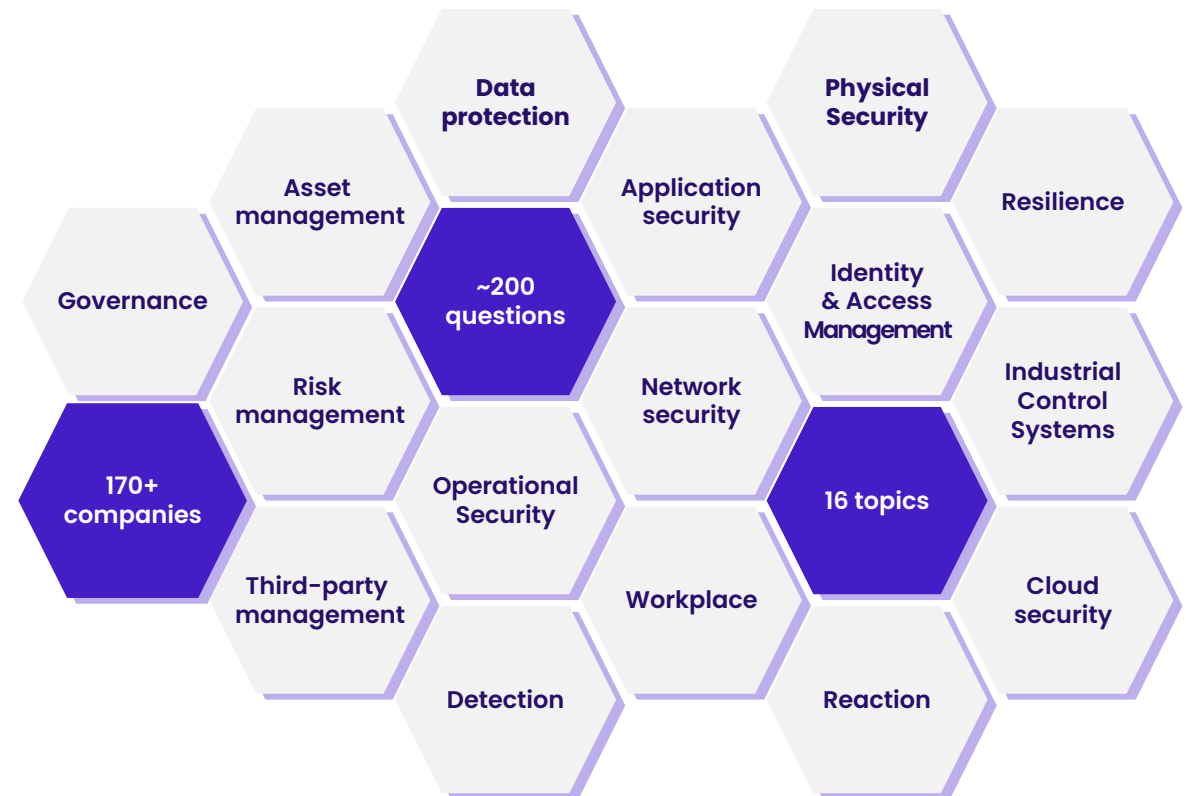 Data
protection
Physical
Security
Asset
management
Application
security
Resilience
Governance
~200
questions
Identity
& Access
Management
Risk
management
Network
security
Industrial
Control
Systems
170+
companies
Operational
Security
16 topics
Third-party
management
Workplace
Cloud
security
Detection
Reaction